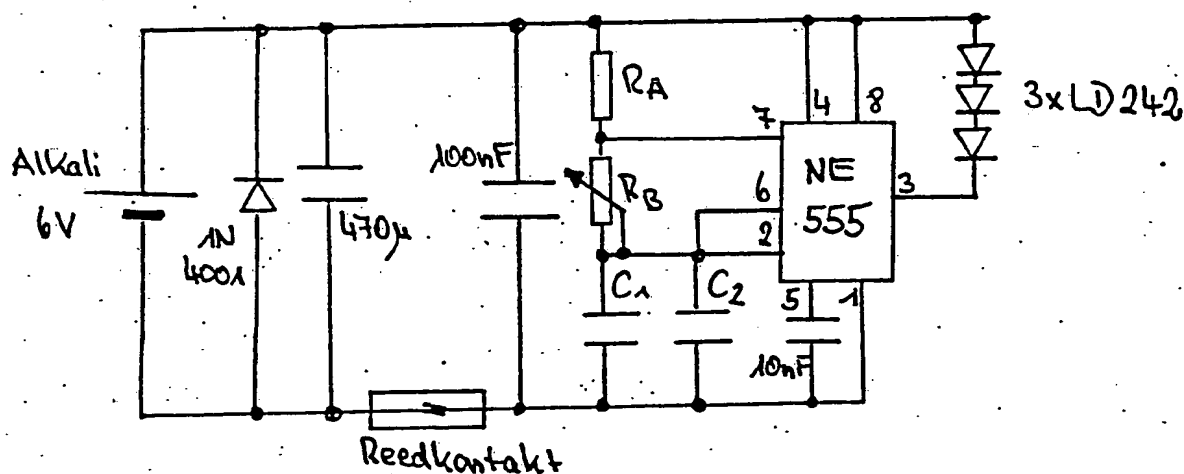 Alkali
6V
1N
4001
470µ
100nF
RA
RB
C1
C2
7
4
8
6
2
NE
555
3
5
1
10nF
3xLD242
Reedkontakt